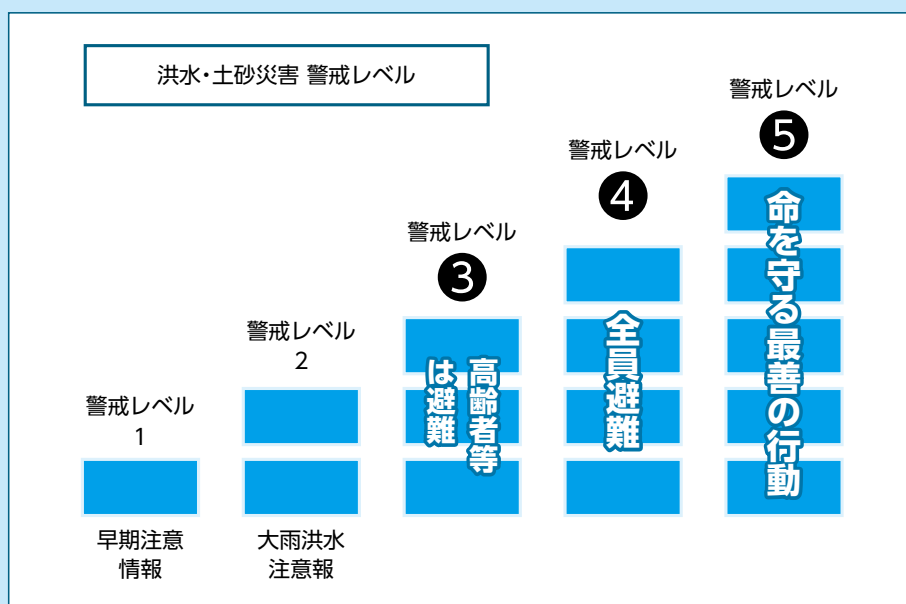 洪水・土砂災害 警戒レベル
警戒レベル
1
早期注意
情報
警戒レベル
2
大雨洪水
注意報
警戒レベル
3
高齢者等
は避難
警戒レベル
4
全員避難
警戒レベル
5
命を守る最善の行動